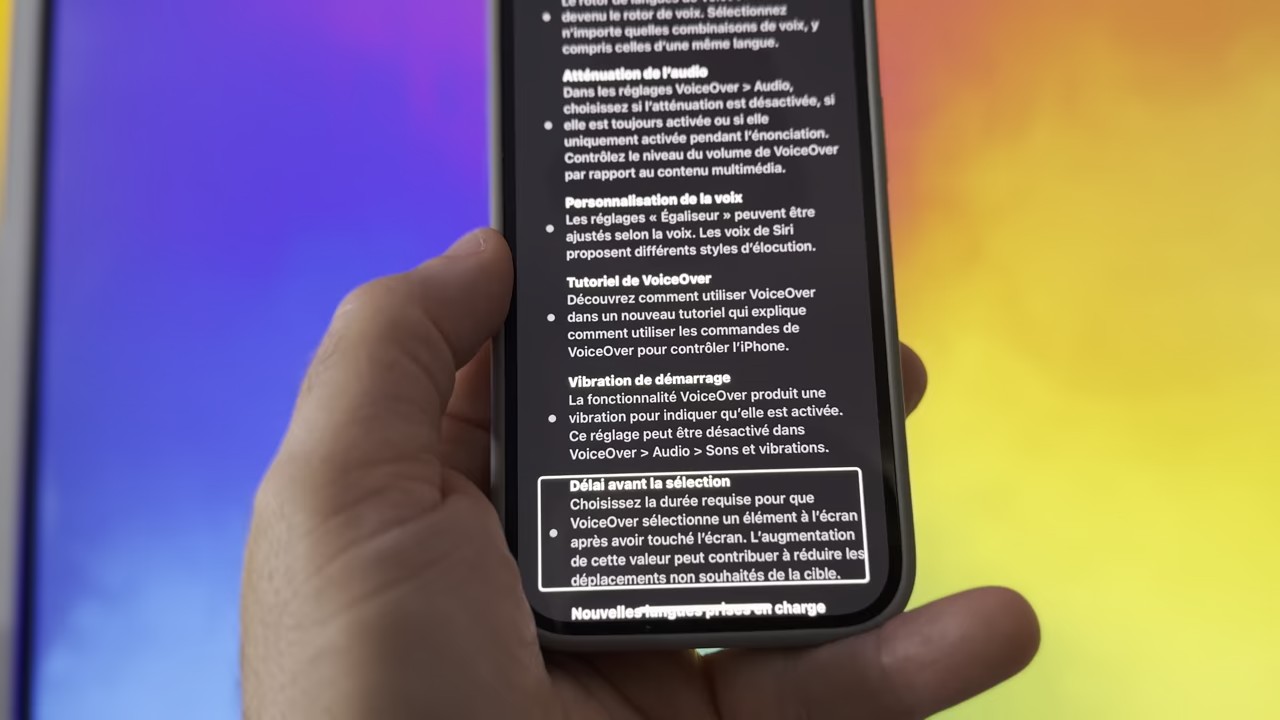 Le rotor de langues de VoiceOver est
devenu le rotor de voix. Sélectionnez
n'importe quelles combinaisons de voix, y
compris celles d'une même langue.
Atténuation de l'audio
Dans les réglages VoiceOver > Audio,
choisissez si l'atténuation est désactivée, si
elle est toujours activée ou si elle
uniquement activée pendant l'énonciation.
Contrôlez le niveau du volume de VoiceOver
par rapport au contenu multimédia.
Personnalisation de la voix
Les réglages « Égaliseur » peuvent être
ajustés selon la voix. Les voix de Siri
proposent différents styles d'élocution.
Tutoriel de VoiceOver
Découvrez comment utiliser VoiceOver
dans un nouveau tutoriel qui explique
comment utiliser les commandes de
VoiceOver pour contrôler l'iPhone.
Vibration de démarrage
La fonctionnalité VoiceOver produit une
vibration pour indiquer qu'elle est activée.
Ce réglage peut être désactivé dans
VoiceOver > Audio > Sons et vibrations.
Délai avant la sélection
Choisissez la durée requise pour que
VoiceOver sélectionne un élément à l'écran
après avoir touché l'écran. L'augmentation
de cette valeur peut contribuer à réduire les
déplacements non souhaités de la cible.
Nouvelles langues prises en charge